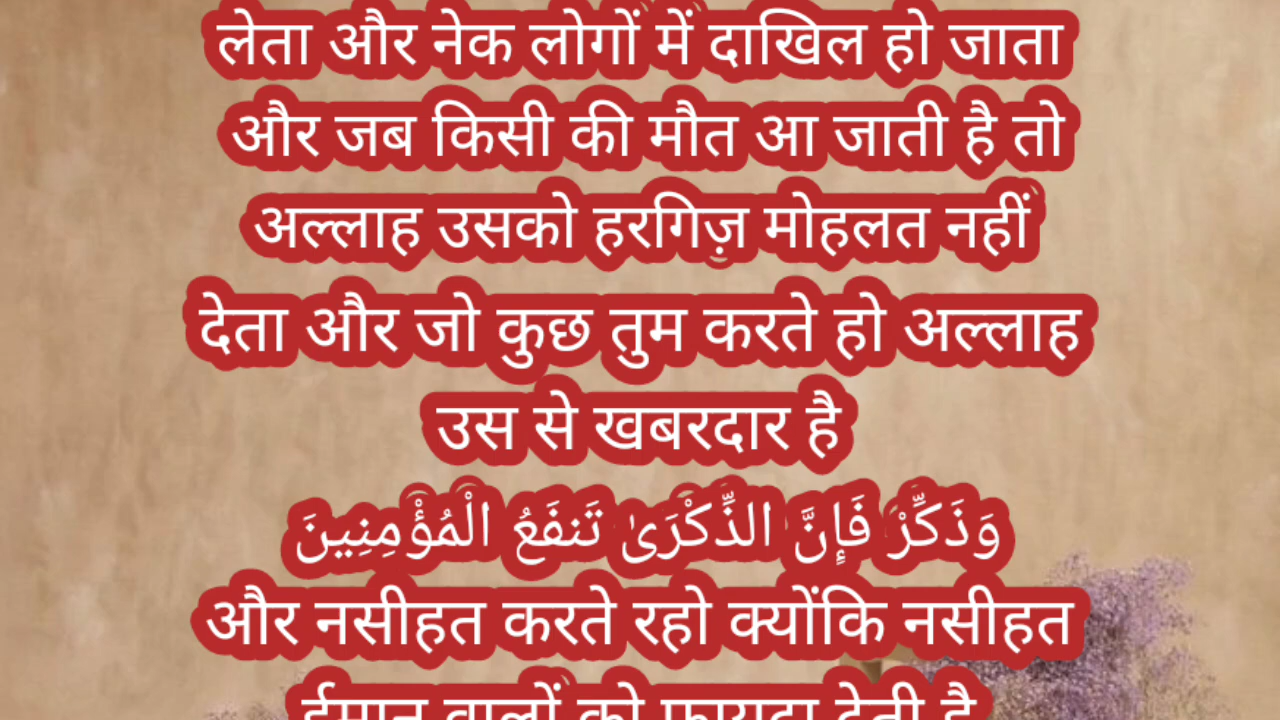 लेता और नेक लोगों में दाखिल हो जाता
और जब किसी की मौत आ जाती है तो
अल्लाह उसको हरगिज़ मोहलत नहीं
देता और जो कुछ तुम करते हो अल्लाह
उस से खबरदार है
وَذَكِّرْ فَإِنَّ الذِّكْرَىٰ تَنفَعُ الْمُؤْمِنِينَ
और नसीहत करते रहो क्योंकि नसीहत
ईमान वालों को फायदा देती है